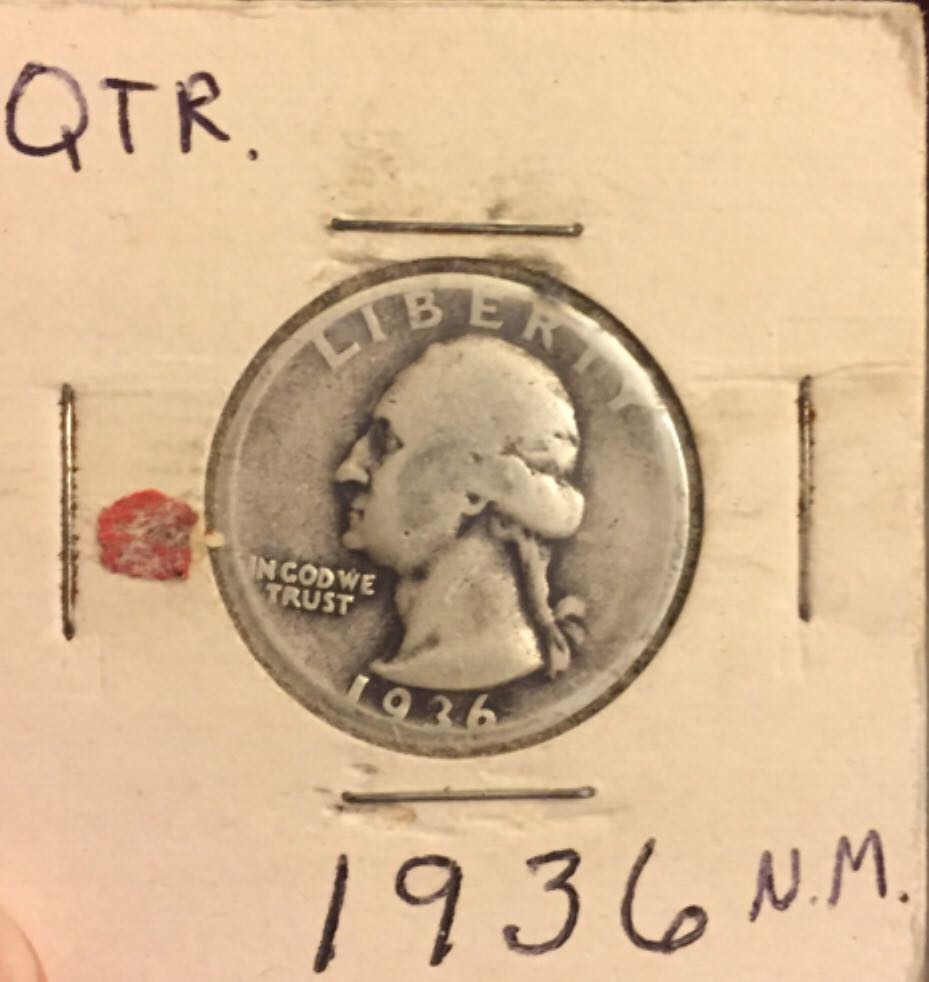 QTR.
LIBERTY
IN GOD WE
TRUST
1936
1936 N.M.